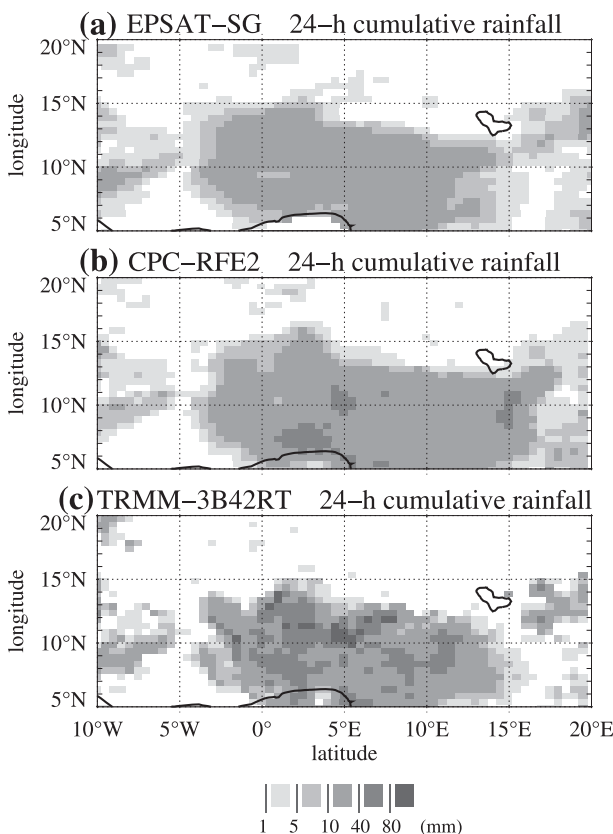 (a) EPSAT−SG 24−h cumulative rainfall
20°N
15°N
longitude
10°N
5°N
(b) CPC−RFE2 24−h cumulative rainfall
20°N
15°N
longitude
10°N
5°N
(c) TRMM−3B42RT 24−h cumulative rainfall
20°N
15°N
longitude
10°N
5°N
10°W 5°W 0° 5°E 10°E 15°E 20°E
latitude
1 5 10 40 80 (mm)